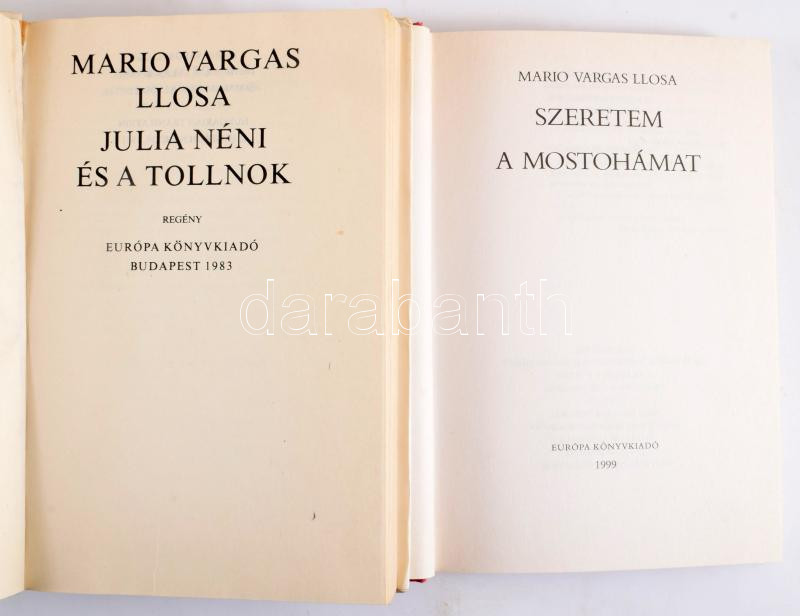 MARIO VARGAS
LLOSA
JULIA NÉNI
ÉS A TOLLNOK
REGÉNY
EURÓPA KÖNYVKIADÓ
BUDAPEST 1983
MARIO VARGAS LLOSA
SZERETEM
A MOSTOHÁMAT
EURÓPA KÖNYVKIADÓ
1999
darabanth